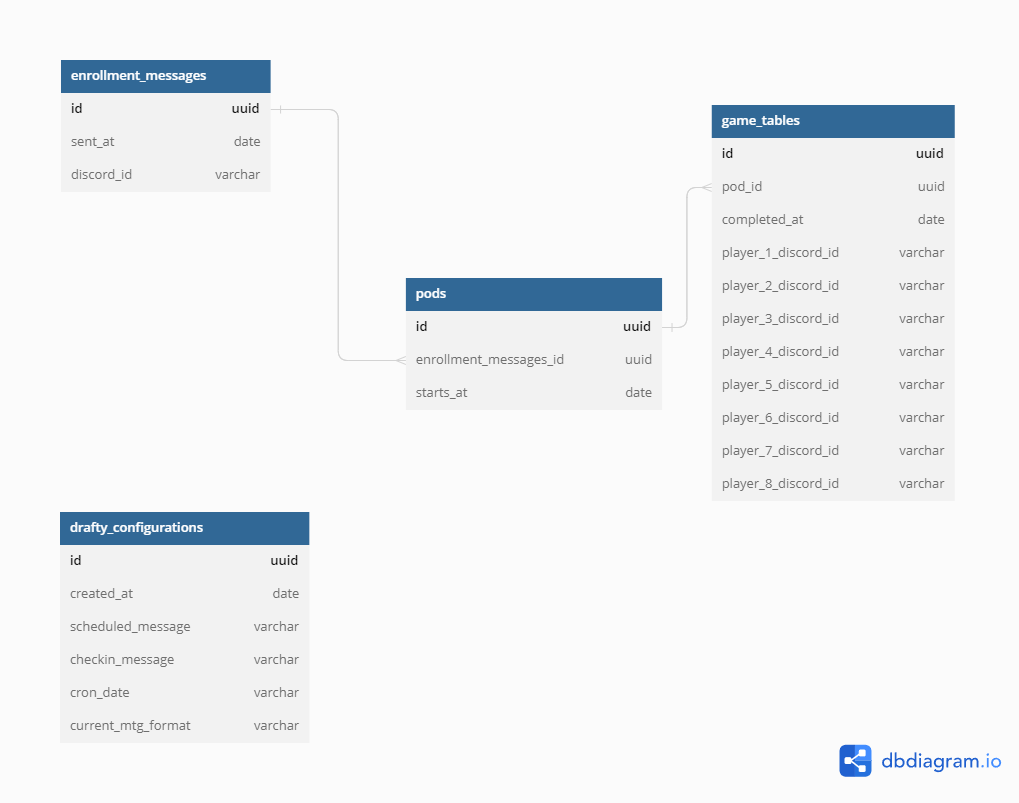 enrollment_messages
id uuid
sent_at date
discord_id varchar
game_tables
id uuid
pod_id uuid
completed_at date
player_1_discord_id varchar
player_2_discord_id varchar
player_3_discord_id varchar
player_4_discord_id varchar
player_5_discord_id varchar
player_6_discord_id varchar
player_7_discord_id varchar
player_8_discord_id varchar
pods
id uuid
enrollment_messages_id uuid
starts_at date
drafty_configurations
id uuid
created_at date
scheduled_message varchar
checkin_message varchar
cron_date varchar
current_mtg_format varchar
dbdiagram.io